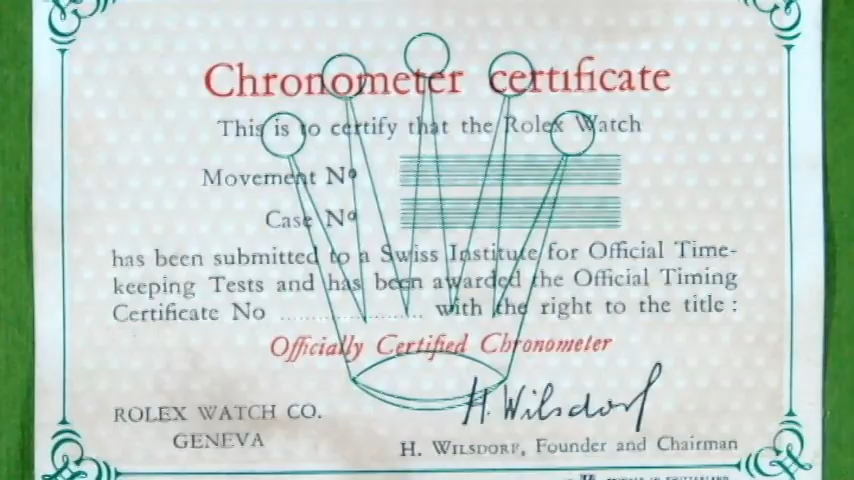 Chronometer certificate
This is to certify that the Rolex Watch
Movement Nº
Case Nº
has been submitted to a Swiss Institute for Official Time-
keeping Tests and has been awarded the Official Timing
Certificate No .................... with the right to the title :
Officially Certified Chronometer
H. Wilsdorf
ROLEX WATCH CO.
GENEVA
H. WILSDORF, Founder and Chairman